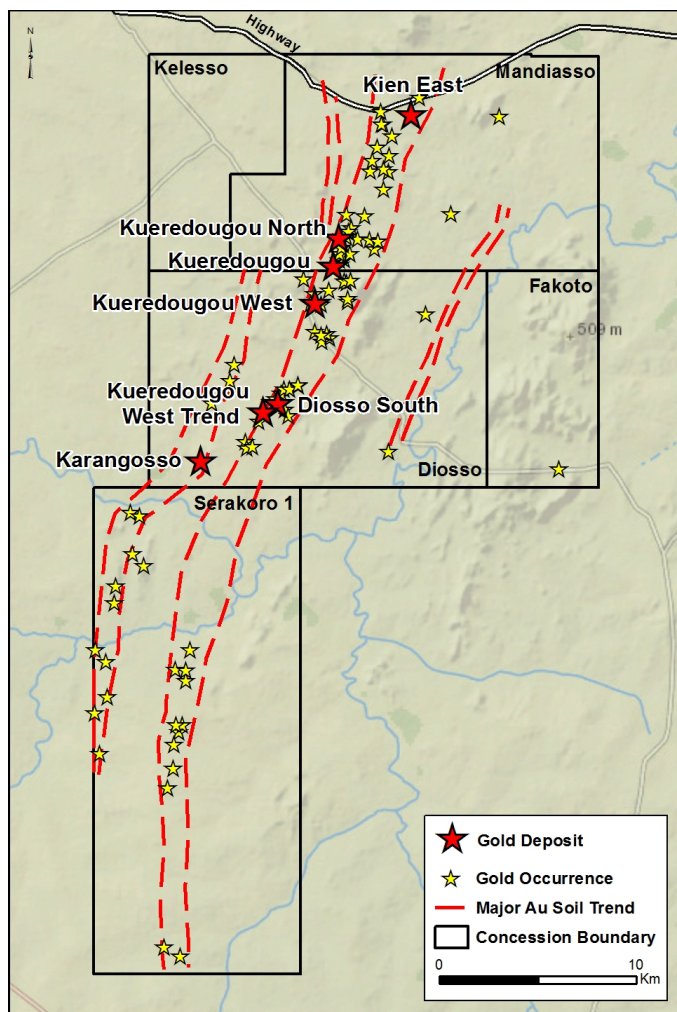 N
Highway
Kelesso
Mandiasso
Kien East
Kueredougou North
Kueredougou
Kueredougou West
Fakoto
509 m
Kueredougou
West Trend
Diosso South
Karangosso
Diosso
Serakoro 1
Gold Deposit
Gold Occurrence
Major Au Soil Trend
Concession Boundary
0 10
Km